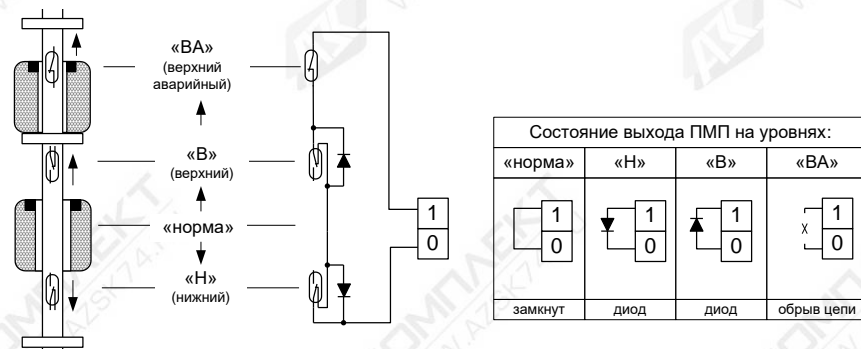 «ВА»
(верхний
аварийный)
«В»
(верхний)
«норма»
«Н»
(нижний)
1
0
Состояние выхода ПМП на уровнях:
«норма» «Н» «В» «ВА»
1 1 1 1
0 0 0 0
x
замкнут диод диод обрыв цепи